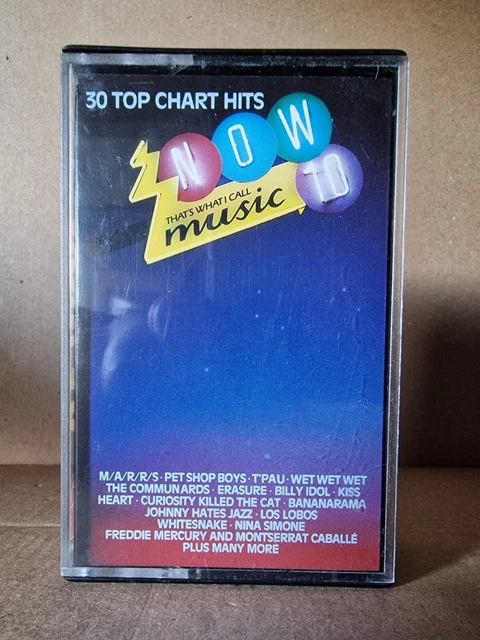 30 TOP CHART HITS
NOW
10
THAT'S WHAT I CALL
music
M/A/R/R/S · PET SHOP BOYS · T'PAU · WET WET WET
THE COMMUNARDS · ERASURE · BILLY IDOL · KISS
HEART · CURIOSITY KILLED THE CAT · BANANARAMA
JOHNNY HATES JAZZ · LOS LOBOS
WHITESNAKE · NINA SIMONE
FREDDIE MERCURY AND MONTSERRAT CABALLÉ
PLUS MANY MORE